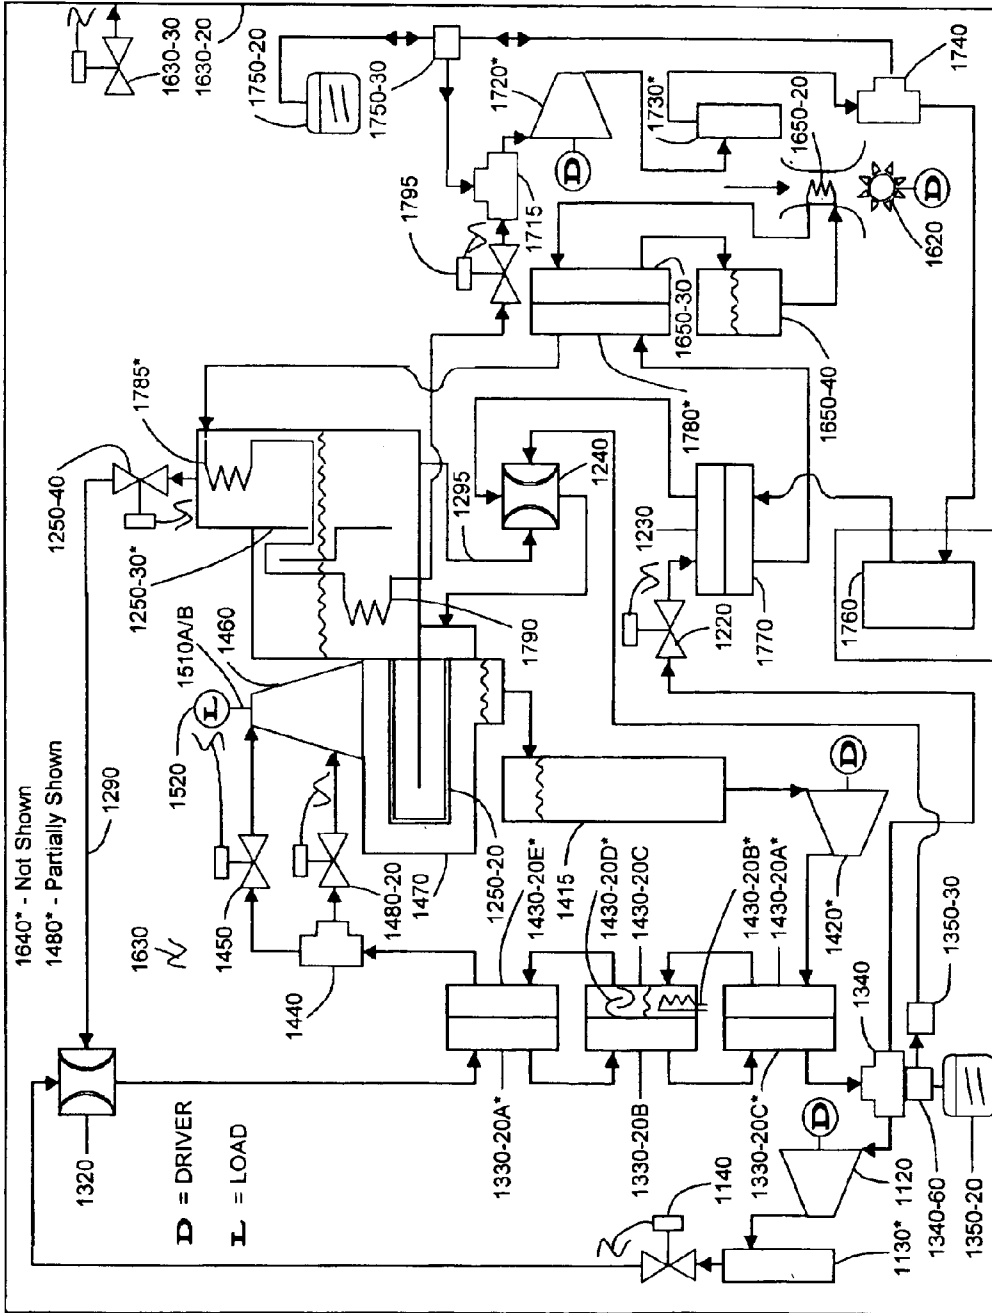 1640* - Not Shown
1480* - Partially Shown
D = DRIVER
L = LOAD
1320
1290
1630
1450
1440
1480-20
1470
1250-20
1520
1510A/B
1460
1250-30*
1250-40
1785*
1630-30
1630-20
1750-20
1750-30
1720*
1795
1715
1730*
1740
1650-20
1620
1650-30
1650-40
1780*
1790
1295
1240
1230
1220
1770
1760
1415
1430-20E*
1430-20D*
1430-20C
1430-20B*
1430-20A*
1420*
1330-20A*
1330-20B
1330-20C*
1340
1350-30
1140
1120
1130*
1340-60
1350-20
L
D
D
D
D